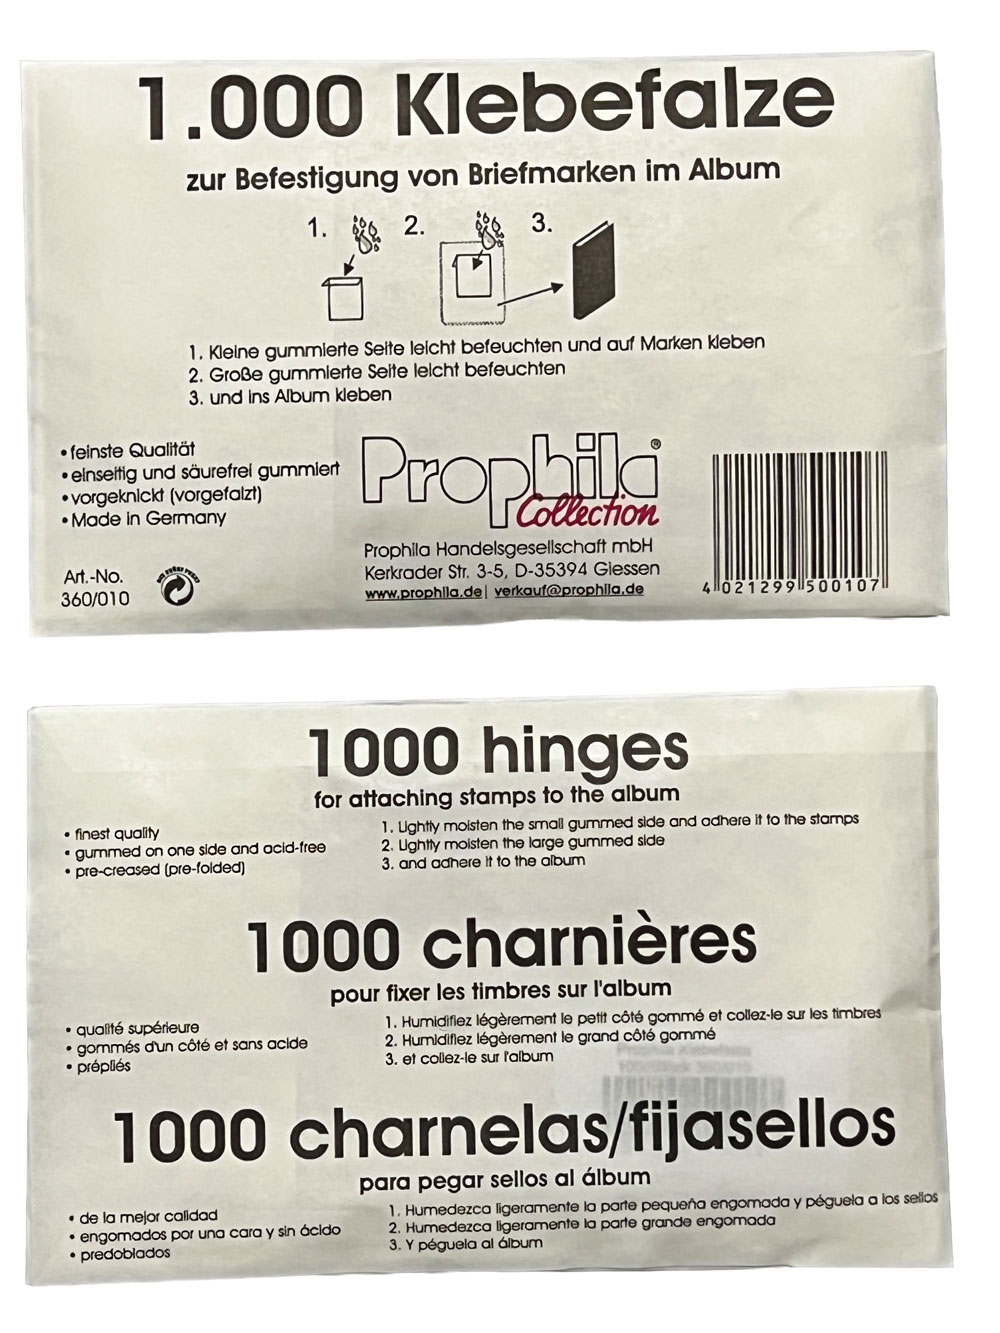 1.000 Klebefalze
zur Befestigung von Briefmarken im Album
1. 2. 3.
1. Kleine gummierte Seite leicht befeuchten und auf Marken kleben
2. Große gummierte Seite leicht befeuchten
3. und ins Album kleben
• feinste Qualität
• einseitig und säurefrei gummiert
• vorgeknickt (vorgefalzt)
• Made in Germany
Art.-No.
360/010
Prophila®
Collection
Prophila Handelsgesellschaft mbH
Kerkrader Str. 3-5, D-35394 Giessen
www.prophila.de| verkauf@prophila.de
4 021299 500107
1000 hinges
for attaching stamps to the album
• finest quality
• gummed on one side and acid-free
• pre-creased (pre-folded)
1. Lightly moisten the small gummed side and adhere it to the stamps
2. Lightly moisten the large gummed side
3. and adhere it to the album
1000 charnières
pour fixer les timbres sur l'album
• qualité supérieure
• gommés d'un côté et sans acide
• prépliés
1. Humidifiez légèrement le petit côté gommé et collez-le sur les timbres
2. Humidifiez légèrement le grand côté gommé
3. et collez-le sur l'album
1000 charnelas/fijasellos
para pegar sellos al álbum
• de la mejor calidad
• engomados por una cara y sin ácido
• predoblados
1. Humedezca ligeramente la parte pequeña engomada y péguela a los sellos
2. Humedezca ligeramente la parte grande engomada
3. Y péguela al álbum